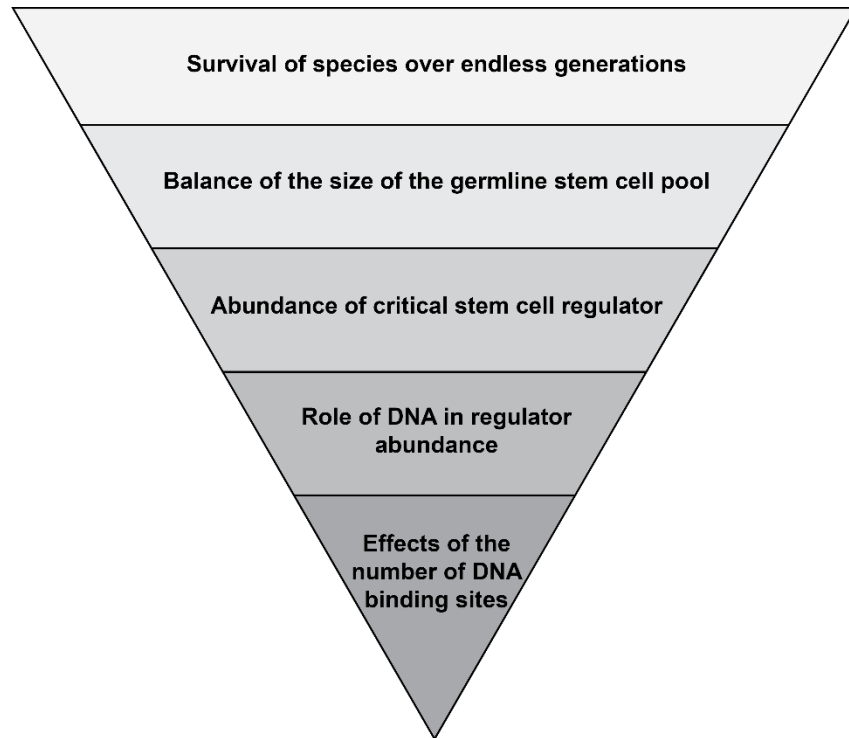 Survival of species over endless generations
Balance of the size of the germline stem cell pool
Abundance of critical stem cell regulator
Role of DNA in regulator
abundance
Effects of the
number of DNA
binding sites